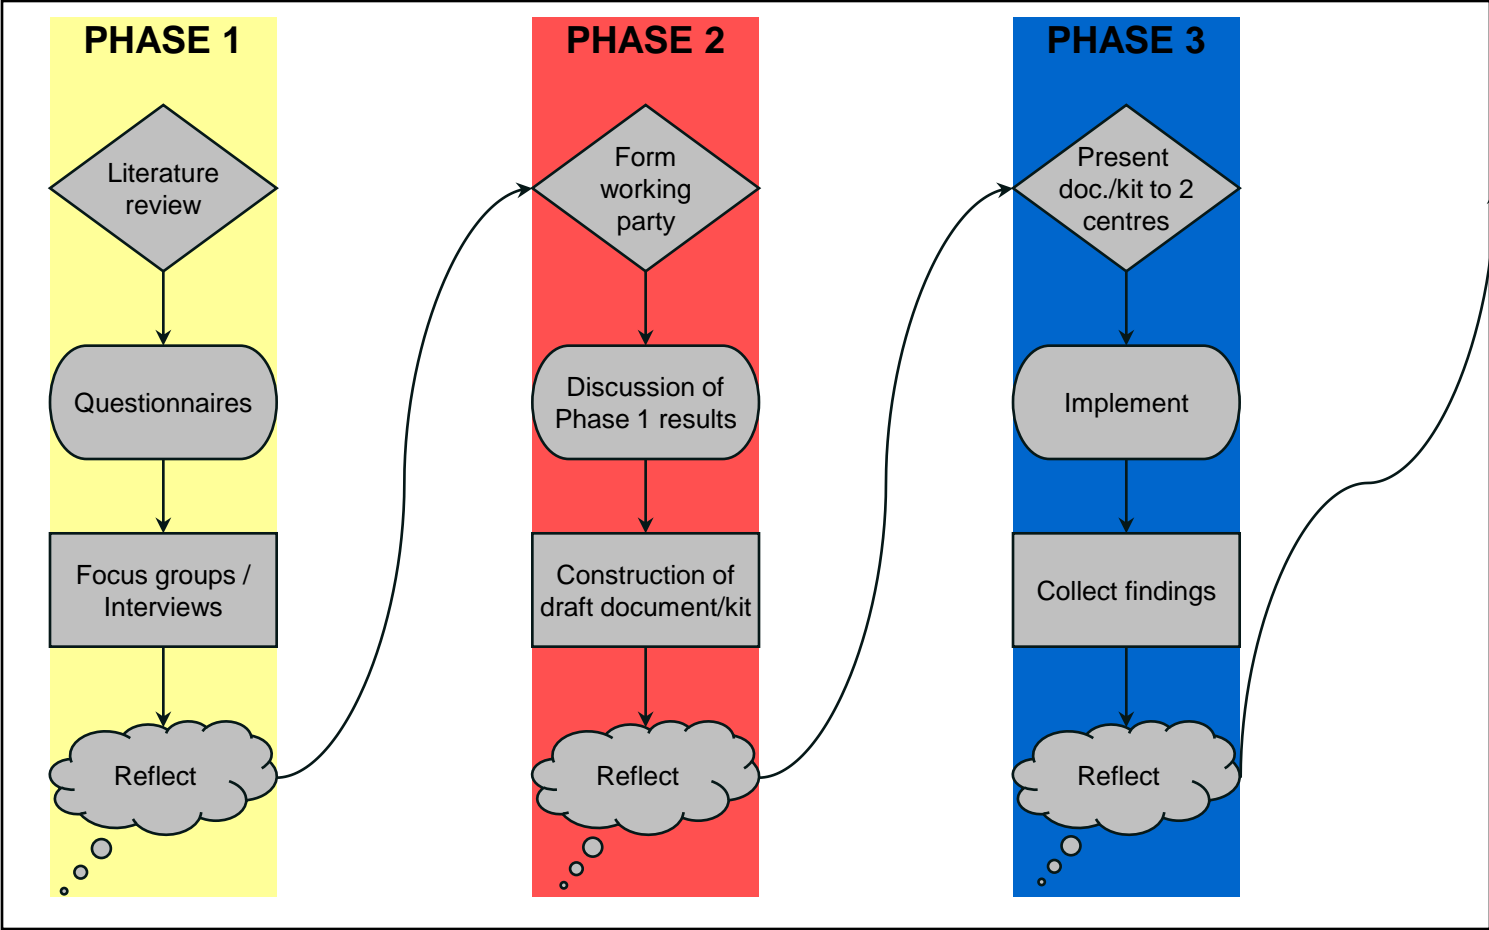 PHASE 1
Literature
review
Questionnaires
Focus groups /
Interviews
Reflect
PHASE 2
Form
working
party
Discussion of
Phase 1 results
Construction of
draft document/kit
Reflect
PHASE 3
Present
doc./kit to 2
centres
Implement
Collect findings
Reflect